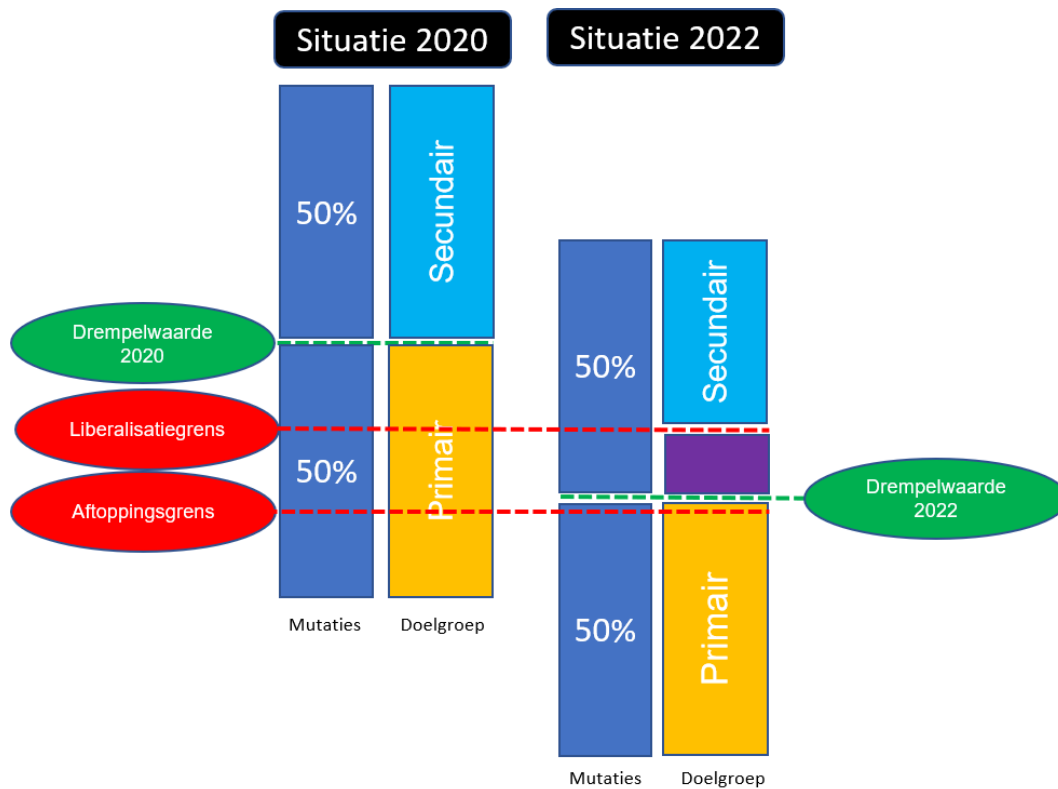 Situatie 2020
Situatie 2022
50%
Secundair
Drempelwaarde
2020
50%
Secundair
Liberalisatiegrens
50%
Primair
Aftoppingsgrens
Drempelwaarde
2022
Mutaties
Doelgroep
50%
Primair
Mutaties
Doelgroep